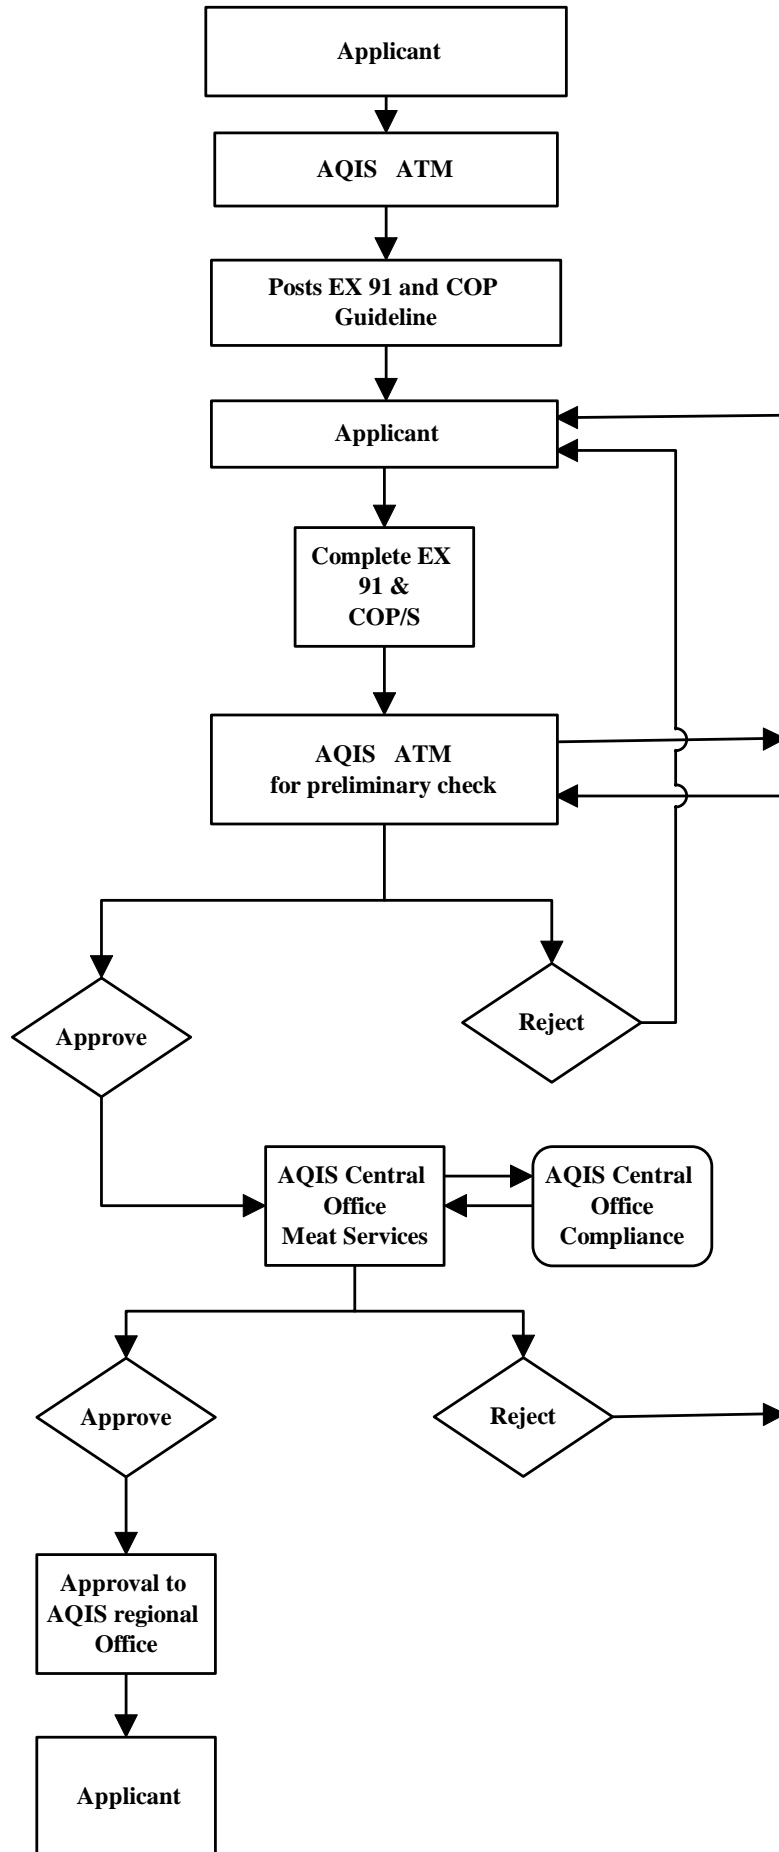 Applicant
AQIS ATM
Posts EX 91 and COP
Guideline
Applicant
Complete EX
91 &
COP/S
AQIS ATM
for preliminary check
Approve
Reject
AQIS Central
Office
Meat Services
AQIS Central
Office
Compliance
Approve
Reject
Approval to
AQIS regional
Office
Applicant